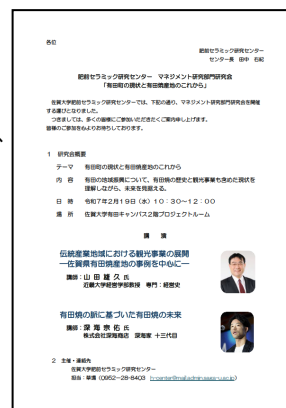 各位
肥前セラミック研究センター
センター長　田中　右紀
肥前セラミック研究センター　マネジメント研究部門研究会
「有田町の現状と有田焼産地のこれから」
佐賀大学肥前セラミック研究センターでは、下記の通り、マネジメント研究部門研究会を開催
する運びとなりました。
つきましては、多くの皆様にご参加いただきたくご案内申し上げます。
皆様のご参加を心よりお待ちしております。
1　研究会概要
テーマ　有田町の現状と有田焼産地のこれから
内　容　有田の地域振興について、有田焼の歴史と観光事業も含めた現状を
理解しながら、未来を見据える。
日　時　令和7年2月19日（水）10：30～12：00
場　所　佐賀大学有田キャンパス2階プロジェクトルーム
講　演
伝統産業地域における観光事業の展開
―佐賀県有田焼産地の事例を中心に―
講師：山田雄久 氏
近畿大学経営学部教授　専門：経営史
有田焼の脈に基づいた有田焼の未来
講師：深海宗佑 氏
株式会社深海商店　深海家 十三代目
2　主催・連絡先
佐賀大学肥前セラミック研究センター
担当：草場（0952-28-8403